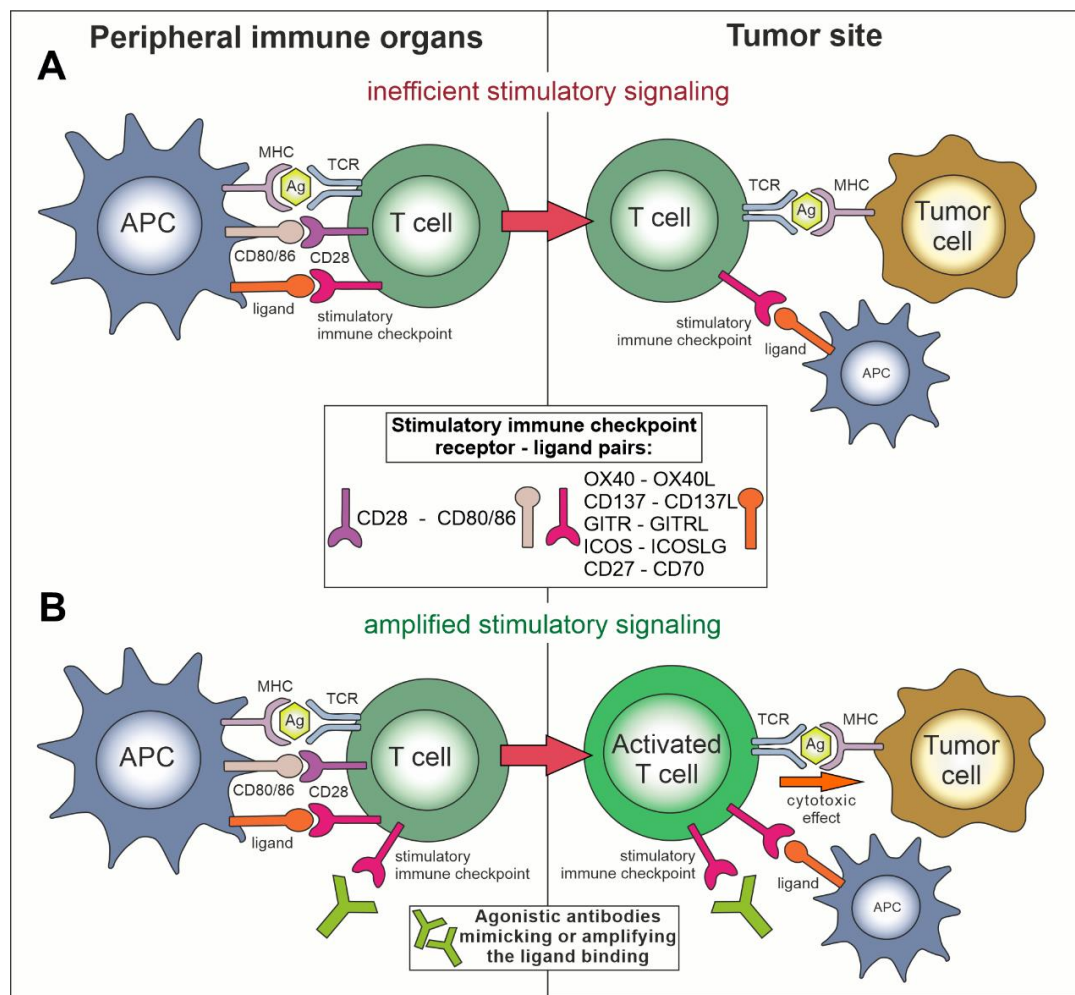 Peripheral immune organs
Tumor site
A
inefficient stimulatory signaling
MHC
TCR
Ag
APC
T cell
CD80/86
CD28
ligand
stimulatory
immune checkpoint
T cell
TCR
MHC
Ag
Tumor
cell
stimulatory
immune checkpoint
ligand
APC
Stimulatory immune checkpoint
receptor - ligand pairs:
CD28 - CD80/86
OX40 - OX40L
CD137 - CD137L
GITR - GITRL
ICOS - ICOSLG
CD27 - CD70
B
amplified stimulatory signaling
MHC
TCR
Ag
APC
T cell
CD80/86
CD28
ligand
stimulatory
immune checkpoint
Activated
T cell
TCR
MHC
Ag
Tumor
cell
cytotoxic
effect
stimulatory
immune checkpoint
ligand
APC
Agonistic antibodies
mimicking or amplifying
the ligand binding